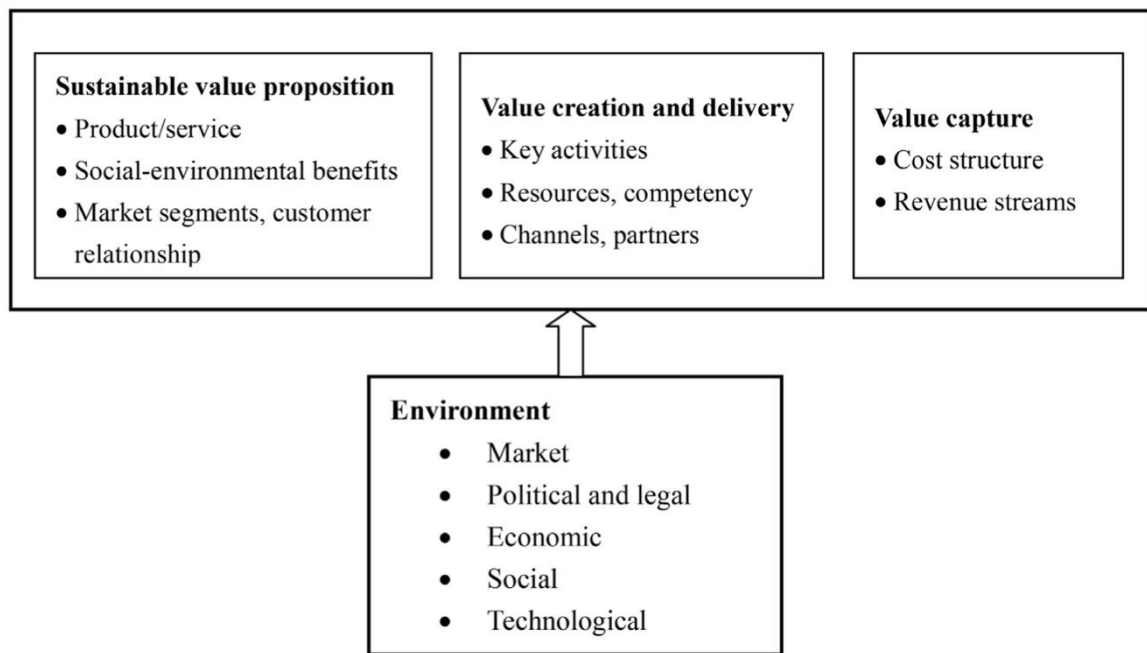 Sustainable value proposition
• Product/service
• Social-environmental benefits
• Market segments, customer
relationship
Value creation and delivery
• Key activities
• Resources, competency
• Channels, partners
Value capture
• Cost structure
• Revenue streams
Environment
• Market
• Political and legal
• Economic
• Social
• Technological